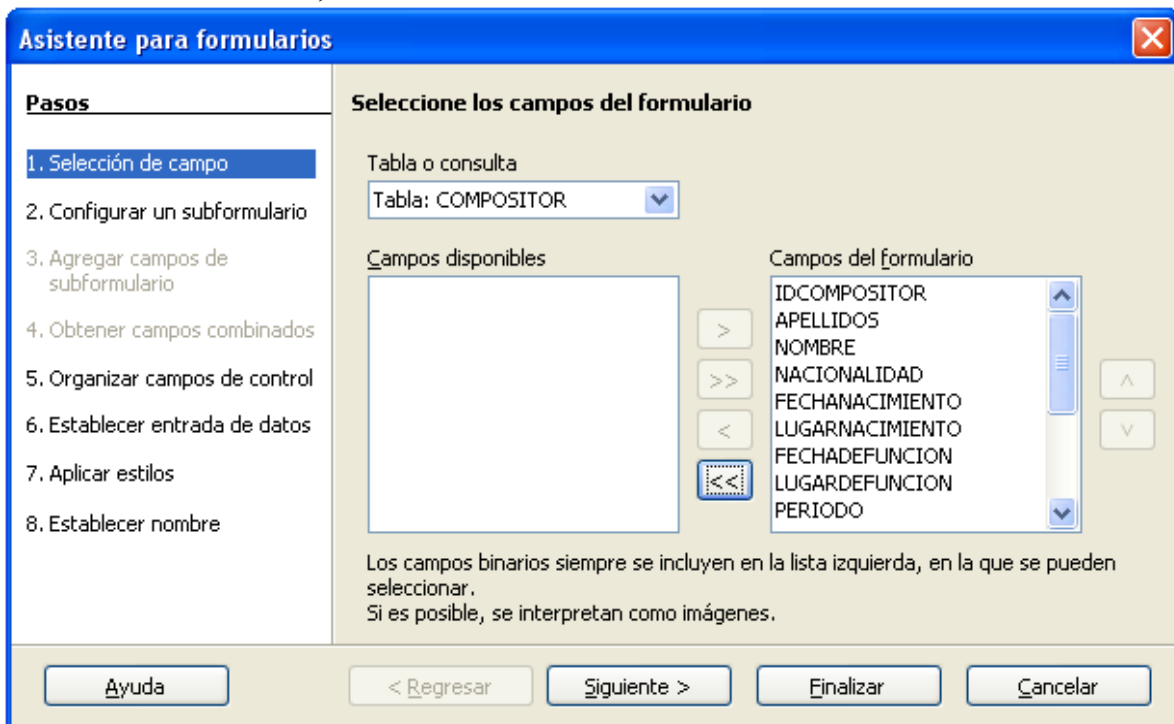 Asistente para formularios
Pasos
1. Selección de campo
2. Configurar un subformulario
3. Agregar campos de
subformulario
4. Obtener campos combinados
5. Organizar campos de control
6. Establecer entrada de datos
7. Aplicar estilos
8. Establecer nombre
Seleccione los campos del formulario
Tabla o consulta
Tabla: COMPOSITOR
Campos disponibles
>
>>
<
<<
Campos del formulario
IDCOMPOSITOR
APELLIDOS
NOMBRE
NACIONALIDAD
FECHANACIMIENTO
LUGARNACIMIENTO
FECHADEFUNCION
LUGARDEFUNCION
PERIODO
Los campos binarios siempre se incluyen en la lista izquierda, en la que se pueden
seleccionar.
Si es posible, se interpretan como imágenes.
Ayuda
< Regresar
Siguiente >
Finalizar
Cancelar